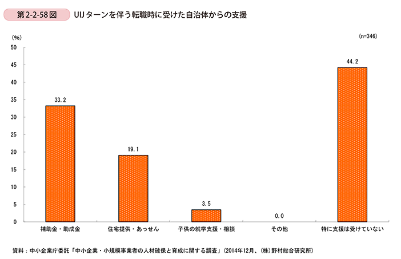 第2-2-58図 UIJターンを伴う転職時に受けた自治体からの支援
(%)
(n=346)
50
45
40
35
30
25
20
15
10
5
0
33.2
19.1
3.5
0.0
44.2
補助金・助成金
住宅提供・あっせん
子供の就学支援・確保
その他
特に支援は受けていない
資料：中小企業庁委託「中小企業・小規模事業者の人材確保と育成に関する調査」(2014年12月、(株)野村総合研究所)